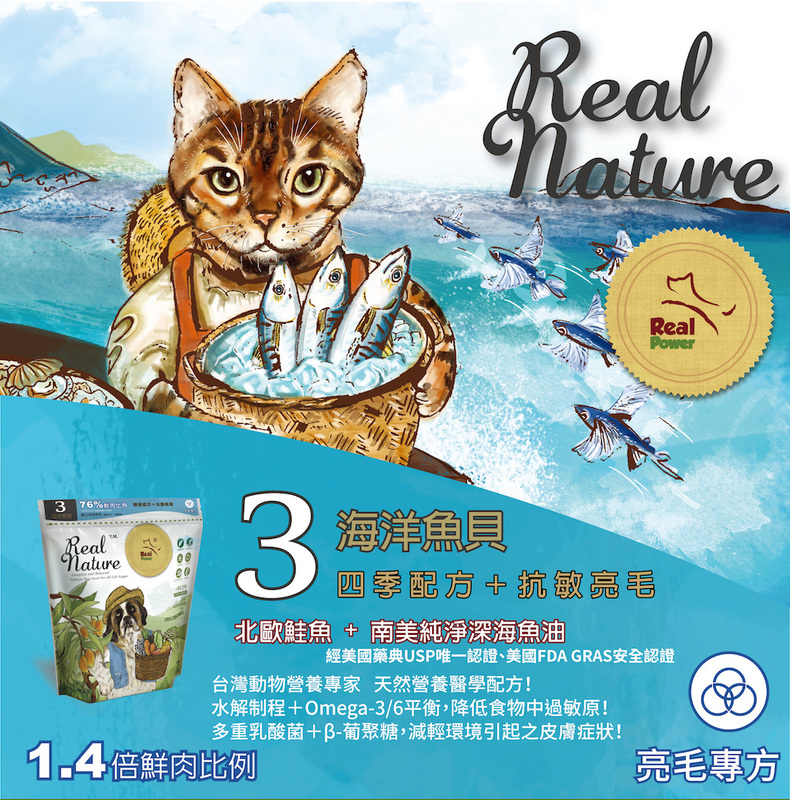 Real
Nature
Real
Power
3
76%鮮肉比例
Real
Nature
Real
Power
3
海洋魚貝
四季配方+抗敏亮毛
北歐鮭魚 + 南美純淨深海魚油
經美國藥典USP唯一認證、美國FDA GRAS安全認證
台灣動物營養專家 天然營養醫學配方!
水解制程+Omega-3/6平衡,降低食物中過敏原!
多重乳酸菌+β-葡聚糖,減輕環境引起之皮膚症狀!
1.4倍鮮肉比例
亮毛專方